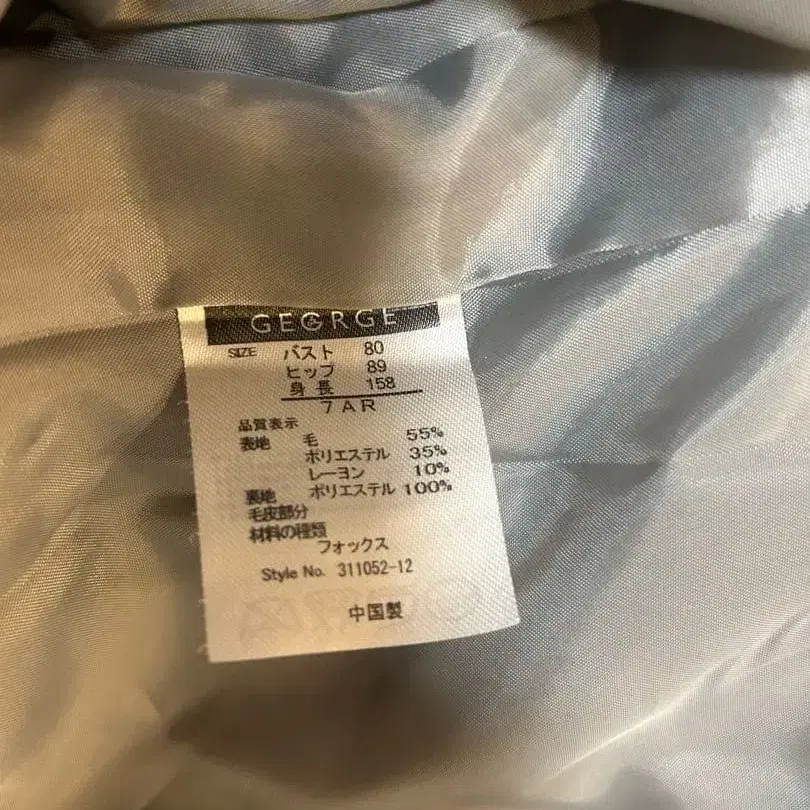 GEORGE
SIZE バスト 80
ヒップ 89
身長 158
7AR
品質表示
表地 毛 55%
ポリエステル 35%
レーヨン 10%
裏地 ポリエステル 100%
毛皮部分
材料の種類
フォックス
Style No. 311052-12
中国製